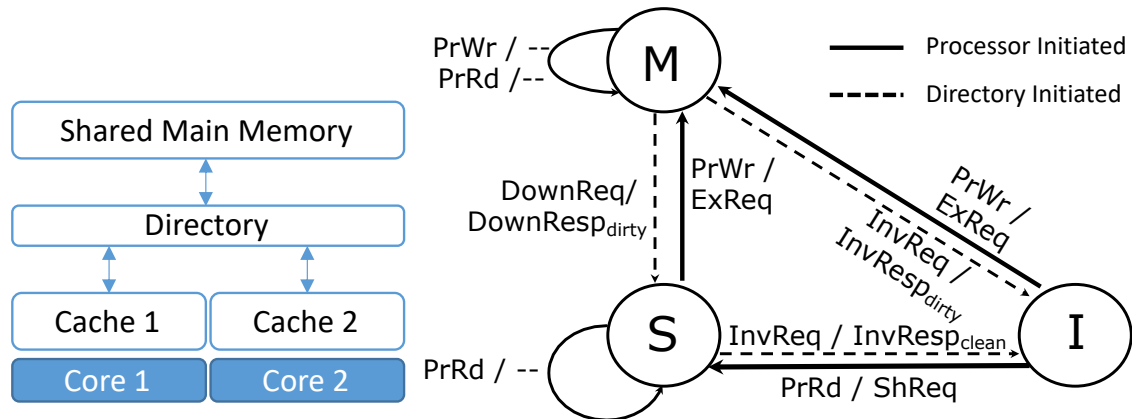 Shared Main Memory
Directory
Cache 1
Cache 2
Core 1
Core 2
PrWr / --
PrRd /--
M
Processor Initiated
Directory Initiated
DownReq/
DownResp_dirty
PrWr /
ExReq
PrWr /
ExReq
InvReq /
InvResp_dirty
S
I
InvReq / InvResp_clean
PrRd / --
PrRd / ShReq